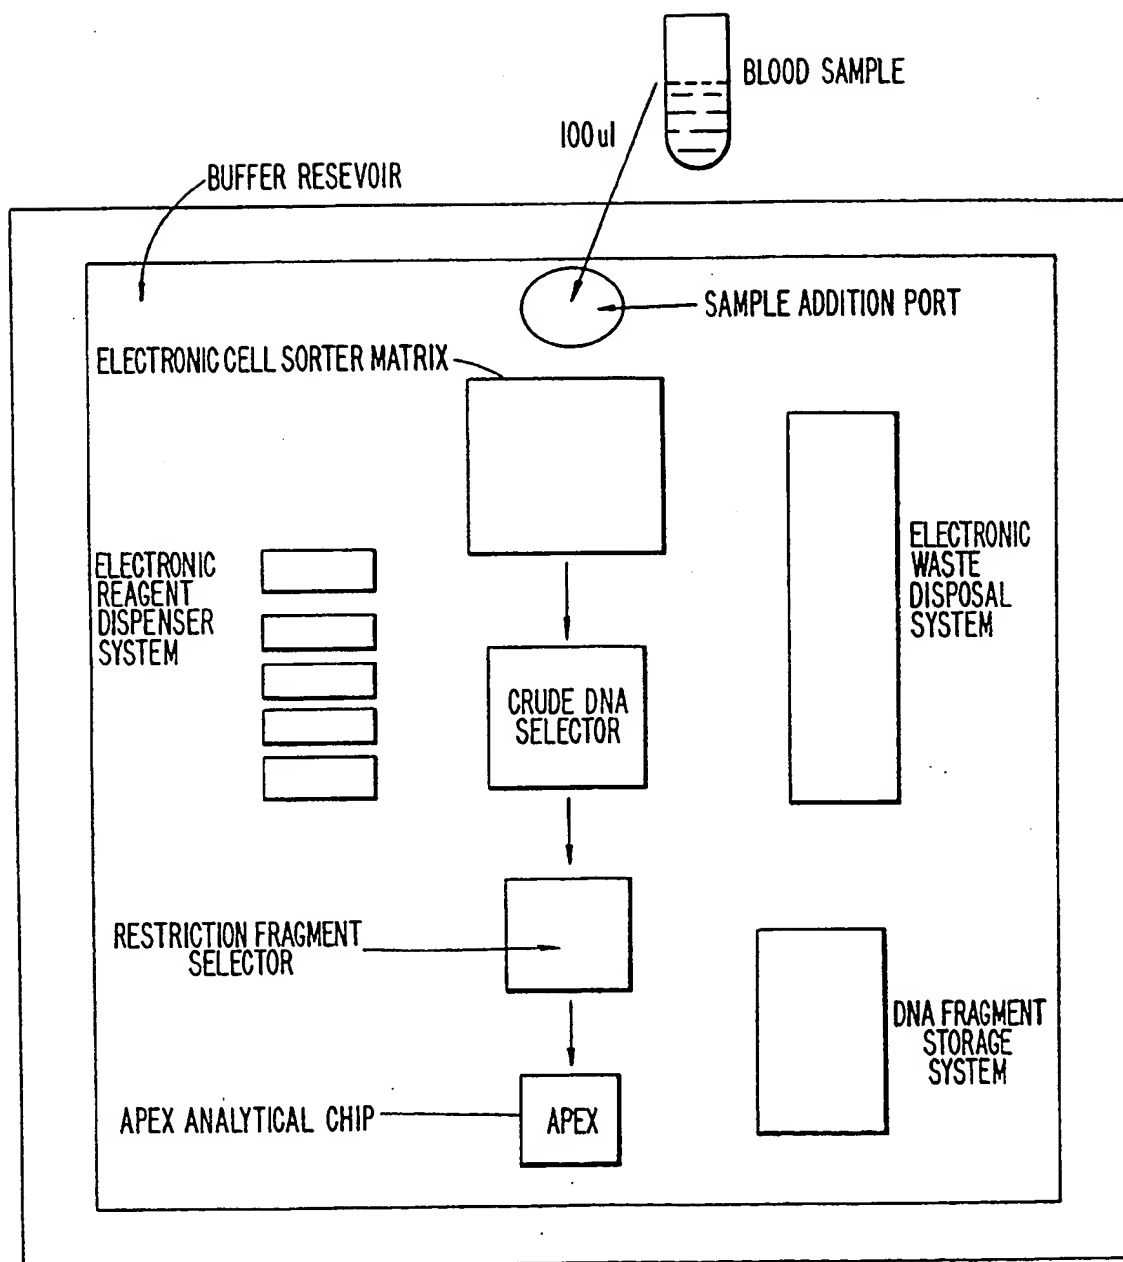 BLOOD SAMPLE
100ul
BUFFER RESEVOIR
SAMPLE ADDITION PORT
ELECTRONIC CELL SORTER MATRIX
ELECTRONIC
REAGENT
DISPENSER
SYSTEM
ELECTRONIC
WASTE
DISPOSAL
SYSTEM
CRUDE DNA
SELECTOR
RESTRICTION FRAGMENT
SELECTOR
DNA FRAGMENT
STORAGE
SYSTEM
APEX ANALYTICAL CHIP
APEX